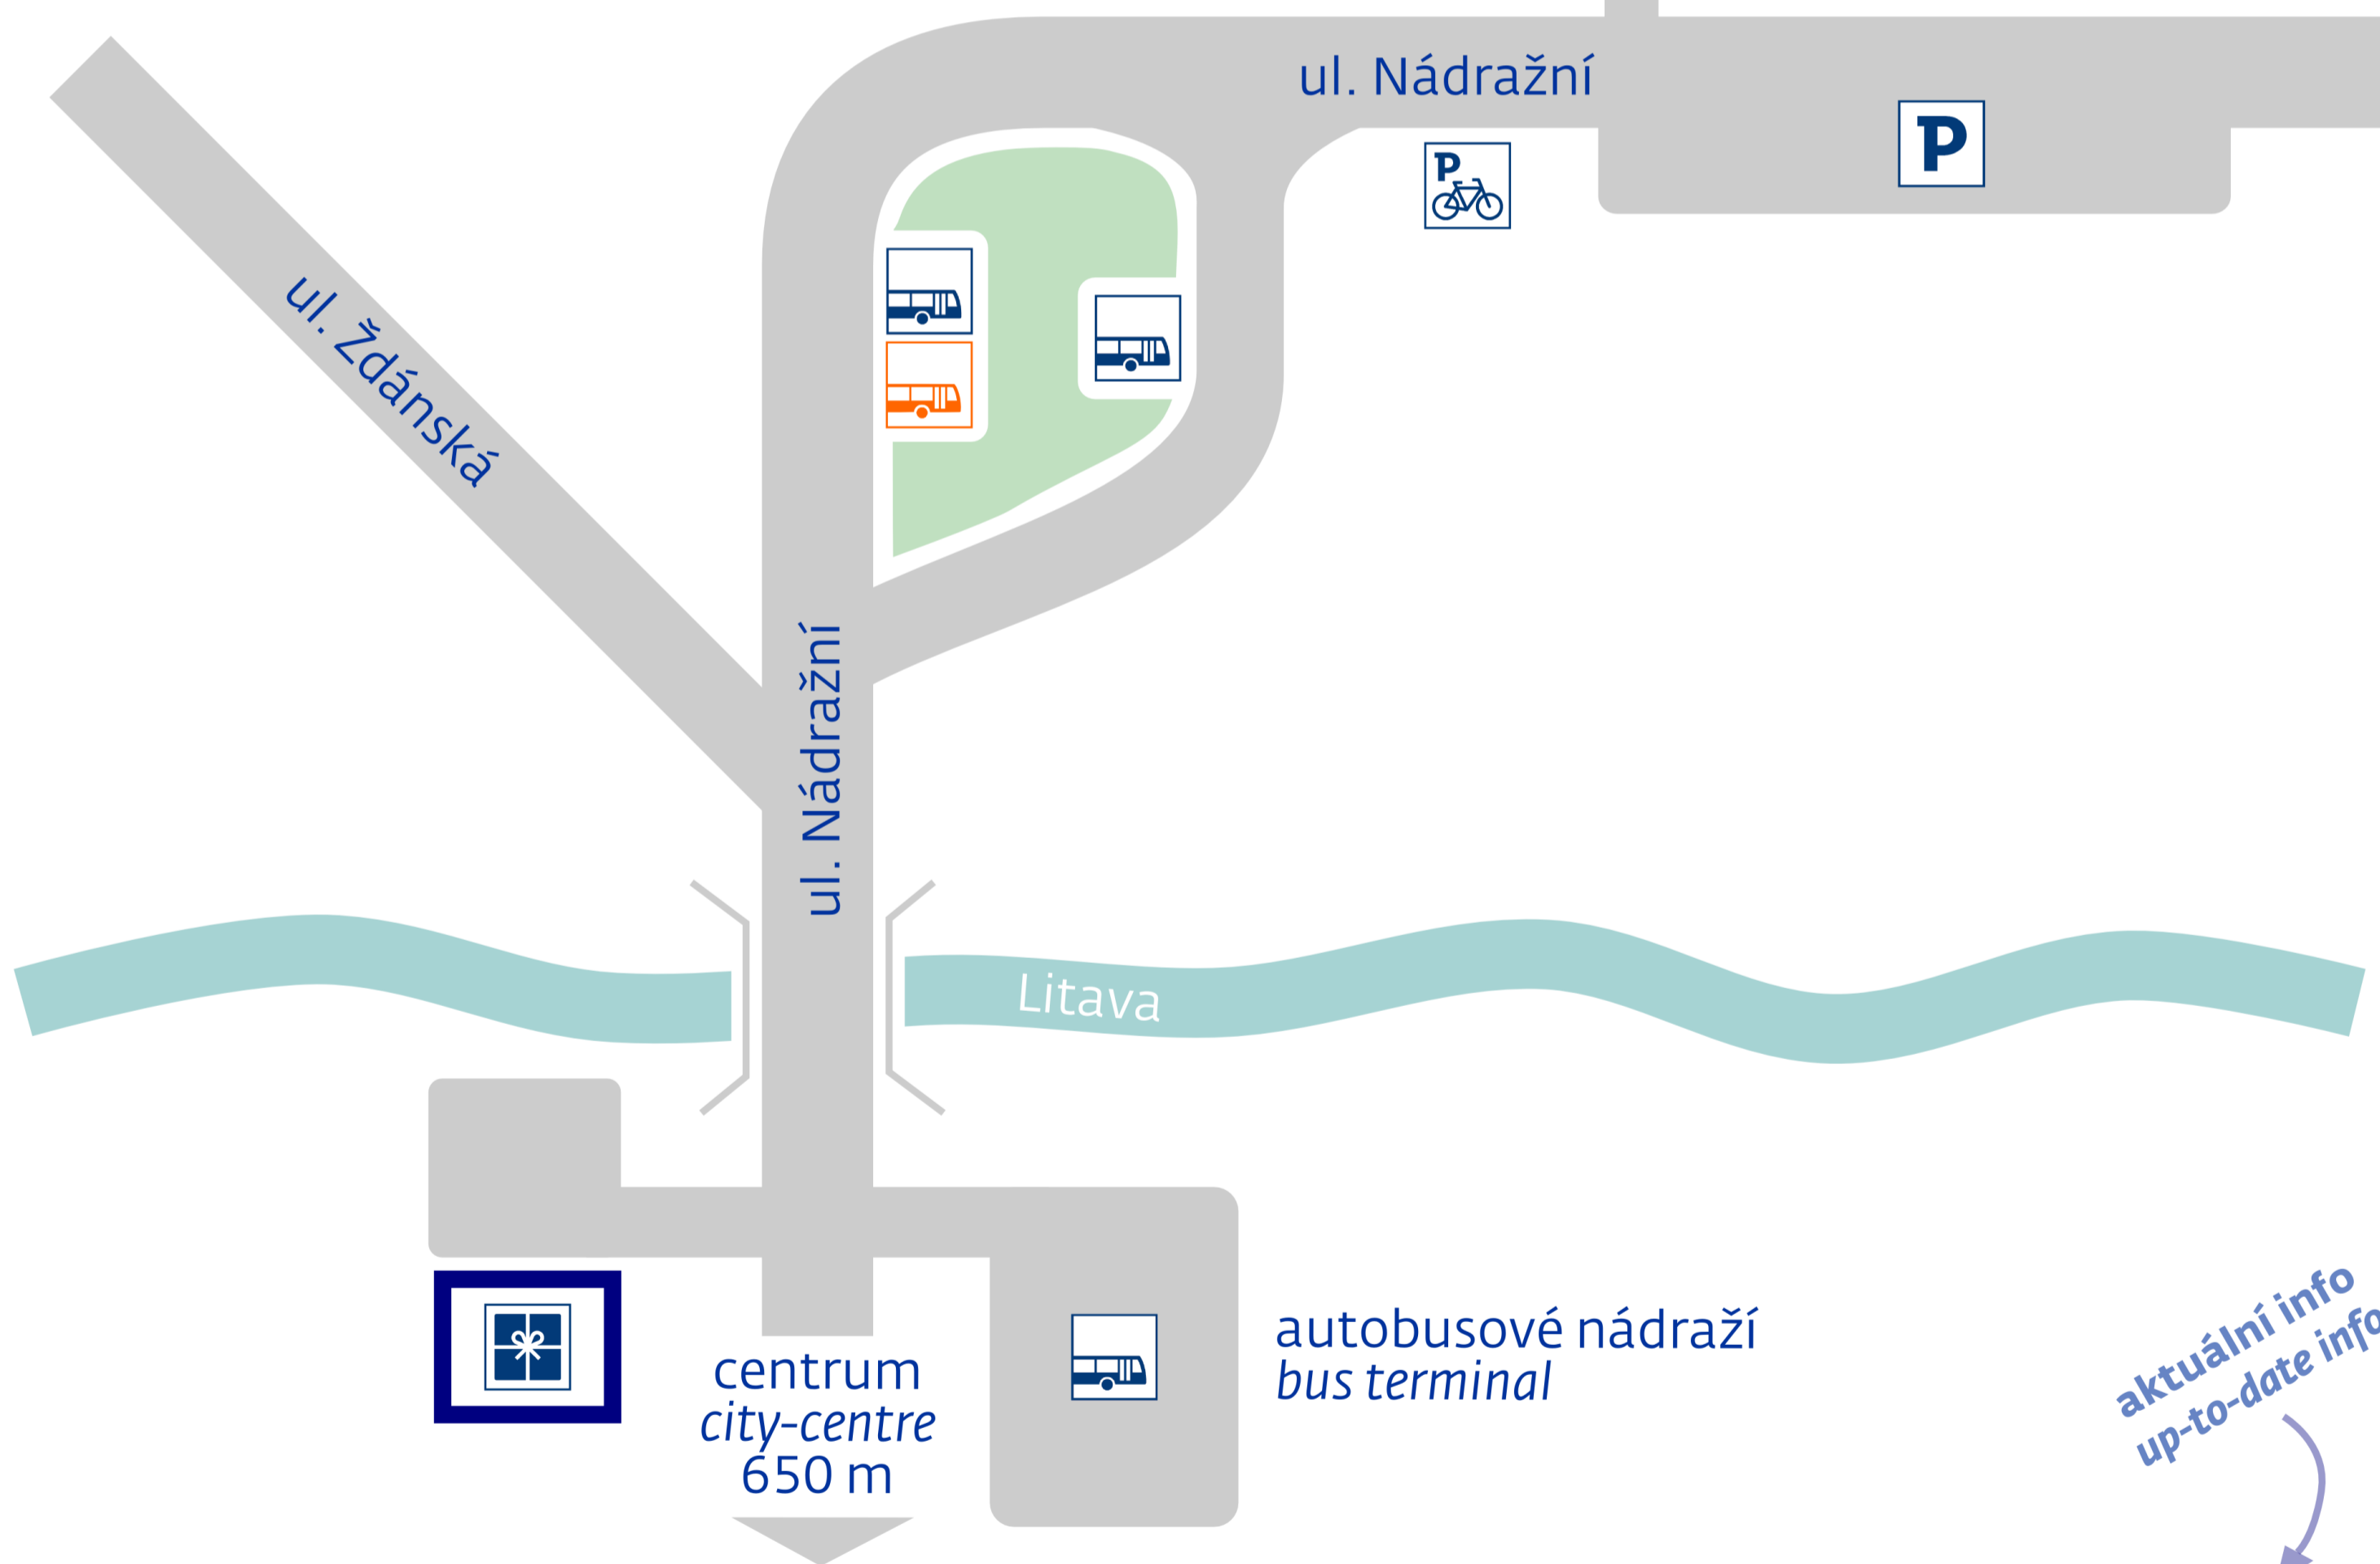 ul. Nádražní
P
P
ul. Ždánská
ul. Nádražní
Litava
autobusové nádraží
bus terminal
centrum
city-centre
650 m
aktuální info
up-to-date info